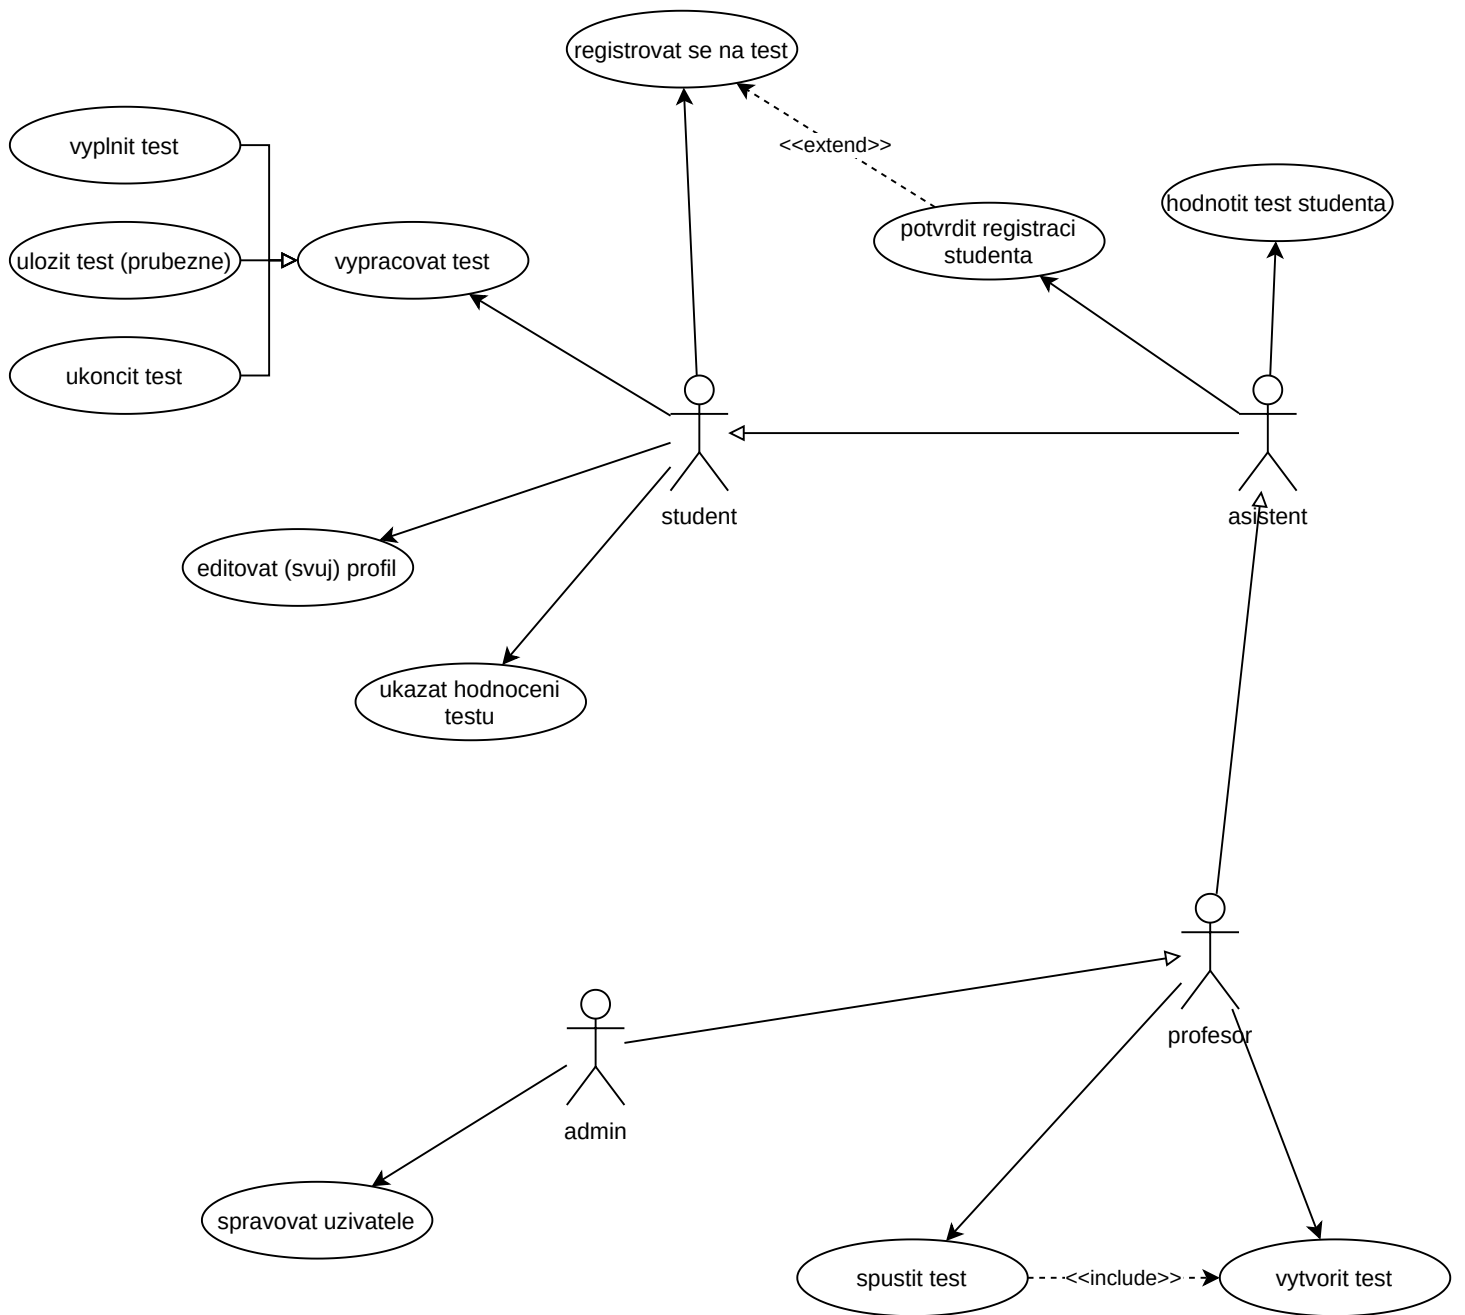 registrovat se na test
vyplnit test
<<extend>>
hodnotit test studenta
potvrdit registraci
studenta
ulozit test (prubezne)
vypracovat test
ukoncit test
student
asistent
editovat (svuj) profil
ukazat hodnoceni
testu
profesor
admin
spravovat uzivatele
spustit test
<<include>>
vytvorit test